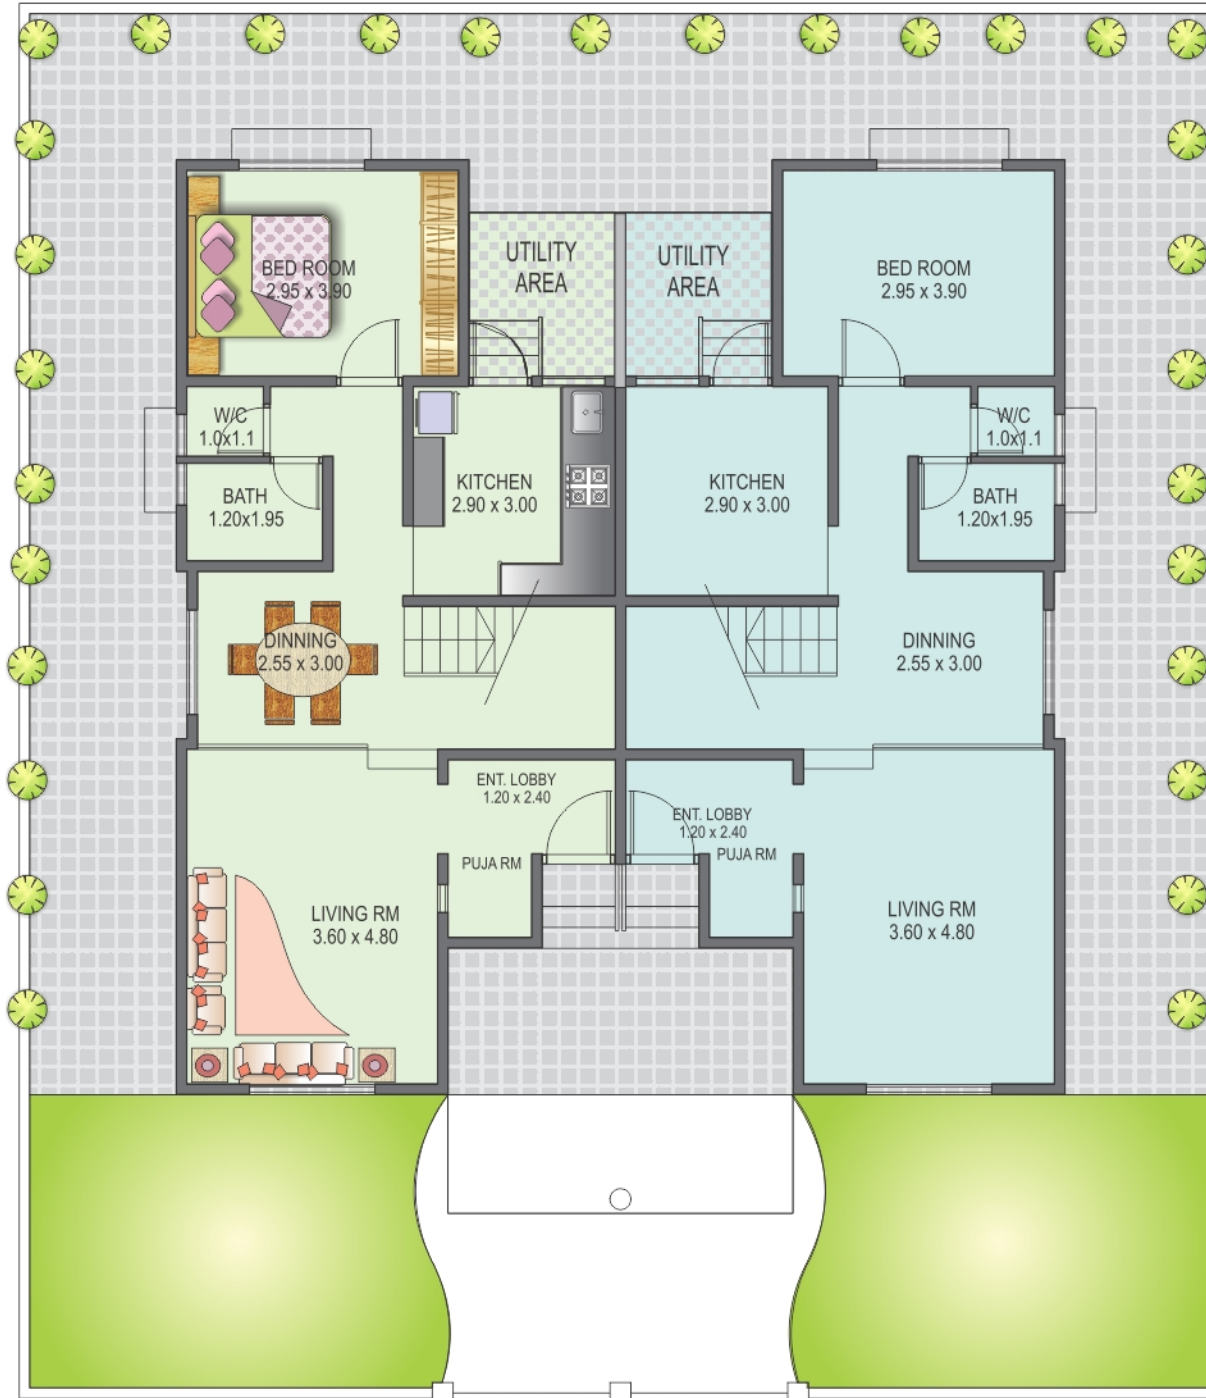 UTILITY
AREA
UTILITY
AREA
BED ROOM
2.95 x 3.90
BED ROOM
2.95 x 3.90
W/C
1.0x1.1
W/C
1.0x1.1
KITCHEN
2.90 x 3.00
KITCHEN
2.90 x 3.00
BATH
1.20x1.95
BATH
1.20x1.95
DINNING
2.55 x 3.00
DINNING
2.55 x 3.00
ENT. LOBBY
1.20 x 2.40
ENT. LOBBY
1.20 x 2.40
PUJA RM
PUJA RM
LIVING RM
3.60 x 4.80
LIVING RM
3.60 x 4.80